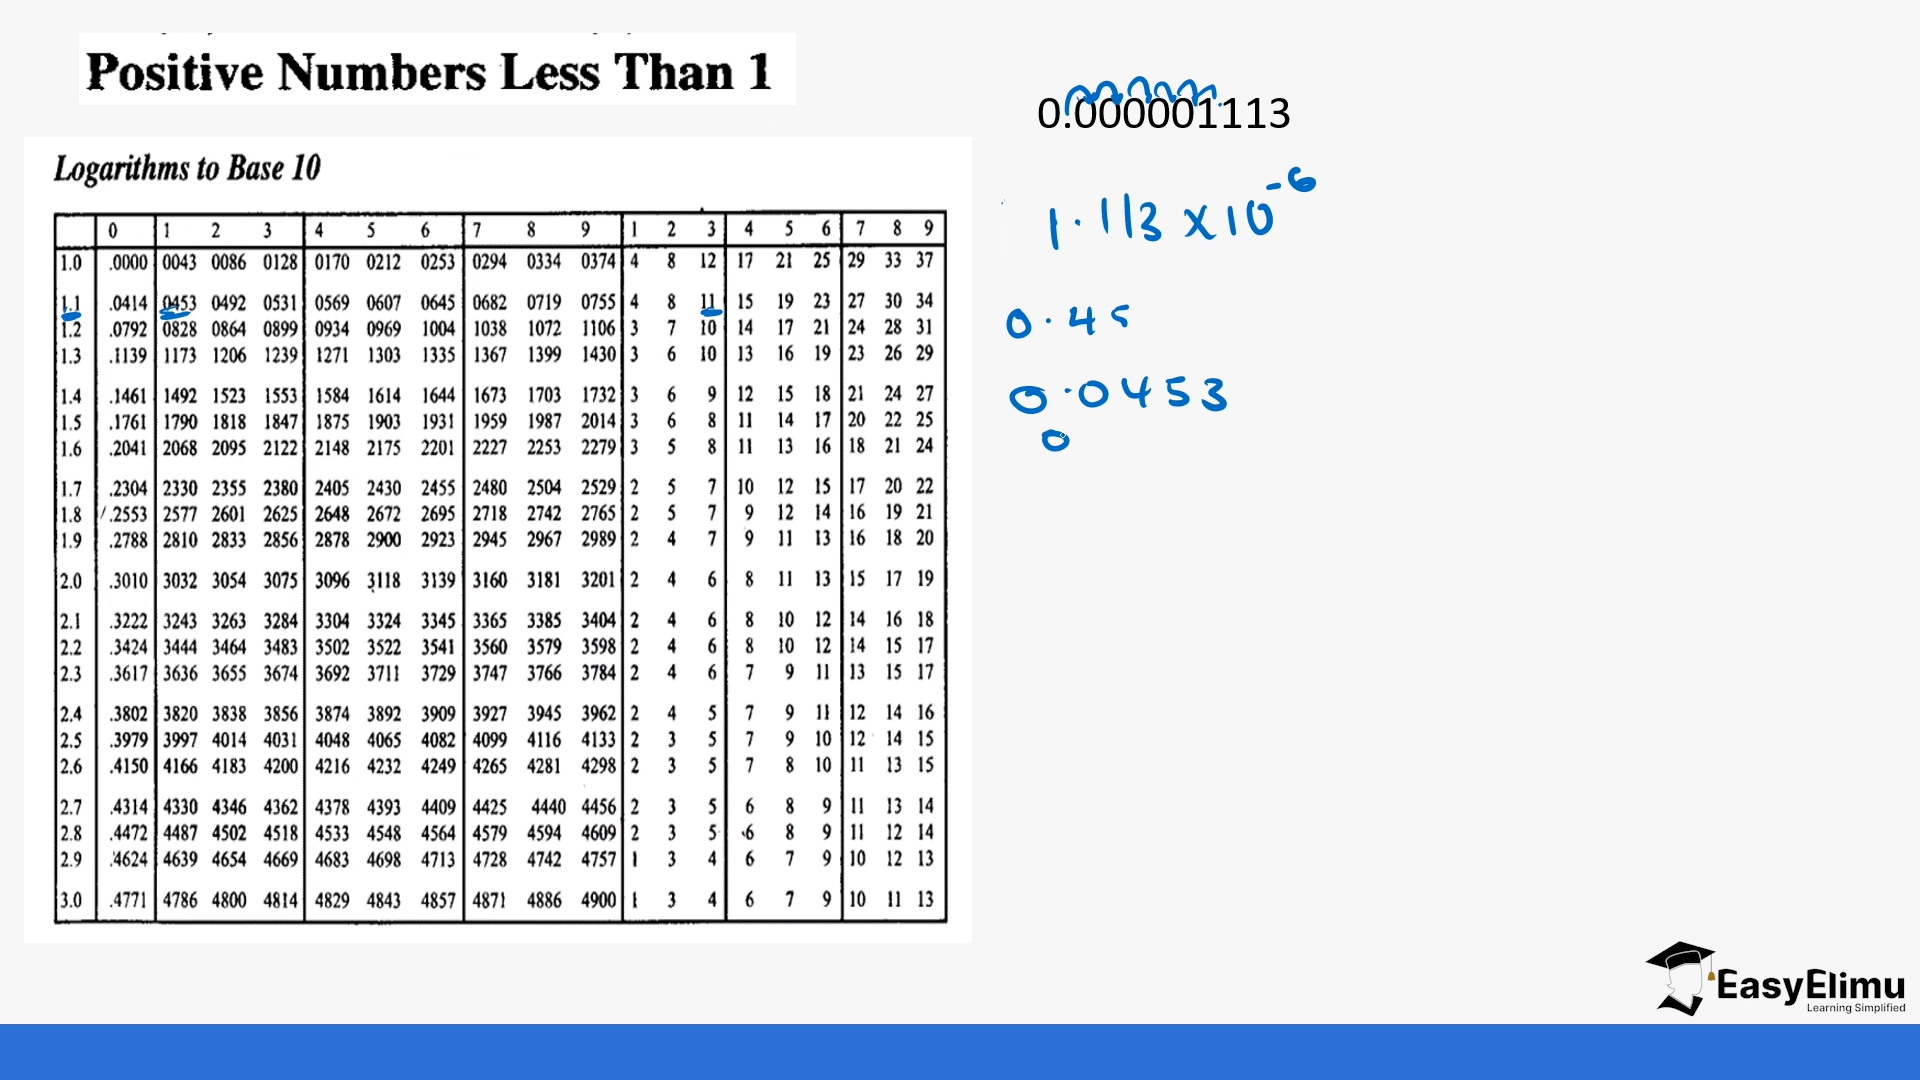 Positive Numbers Less Than 1
0.000001113
1.113 x 10^-6
0.45
0.0453
0
Logarithms to Base 10
0 1 2 3 4 5 6 7 8 9 1 2 3 4 5 6 7 8 9
1.0 .0000 0043 0086 0128 0170 0212 0253 0294 0334 0374 4 8 12 17 21 25 29 33 37
1.1 .0414 0453 0492 0531 0569 0607 0645 0682 0719 0755 4 8 11 15 19 23 27 30 34
1.2 .0792 0828 0864 0899 0934 0969 1004 1038 1072 1106 3 7 10 14 17 21 24 28 31
1.3 .1139 1173 1206 1239 1271 1303 1335 1367 1399 1430 3 6 10 13 16 19 23 26 29
1.4 .1461 1492 1523 1553 1584 1614 1644 1673 1703 1732 3 6 9 12 15 18 21 24 27
1.5 .1761 1790 1818 1847 1875 1903 1931 1959 1987 2014 3 6 8 11 14 17 20 22 25
1.6 .2041 2068 2095 2122 2148 2175 2201 2227 2253 2279 3 5 8 11 13 16 18 21 24
1.7 .2304 2330 2355 2380 2405 2430 2455 2480 2504 2529 2 5 7 10 12 15 17 20 22
1.8 .2553 2577 2601 2625 2648 2672 2695 2718 2742 2765 2 5 7 9 12 14 16 19 21
1.9 .2788 2810 2833 2856 2878 2900 2923 2945 2967 2989 2 4 7 9 11 13 16 18 20
2.0 .3010 3032 3054 3075 3096 3118 3139 3160 3181 3201 2 4 6 8 11 13 15 17 19
2.1 .3222 3243 3263 3284 3304 3324 3345 3365 3385 3404 2 4 6 8 10 12 14 16 18
2.2 .3424 3444 3464 3483 3502 3522 3541 3560 3579 3598 2 4 6 8 10 12 14 15 17
2.3 .3617 3636 3655 3674 3692 3711 3729 3747 3766 3784 2 4 6 7 9 11 13 15 17
2.4 .3802 3820 3838 3856 3874 3892 3909 3927 3945 3962 2 4 5 7 9 11 12 14 16
2.5 .3979 3997 4014 4031 4048 4065 4082 4099 4116 4133 2 3 5 7 9 10 12 14 15
2.6 .4150 4166 4183 4200 4216 4232 4249 4265 4281 4298 2 3 5 7 8 10 11 13 15
2.7 .4314 4330 4346 4362 4378 4393 4409 4425 4440 4456 2 3 5 6 8 9 11 13 14
2.8 .4472 4487 4502 4518 4533 4548 4564 4579 4594 4609 2 3 5 6 8 9 11 12 14
2.9 .4624 4639 4654 4669 4683 4698 4713 4728 4742 4757 1 3 4 6 7 9 10 12 13
3.0 .4771 4786 4800 4814 4829 4843 4857 4871 4886 4900 1 3 4 6 7 9 10 11 13
EasyElimu
Learning Simplified